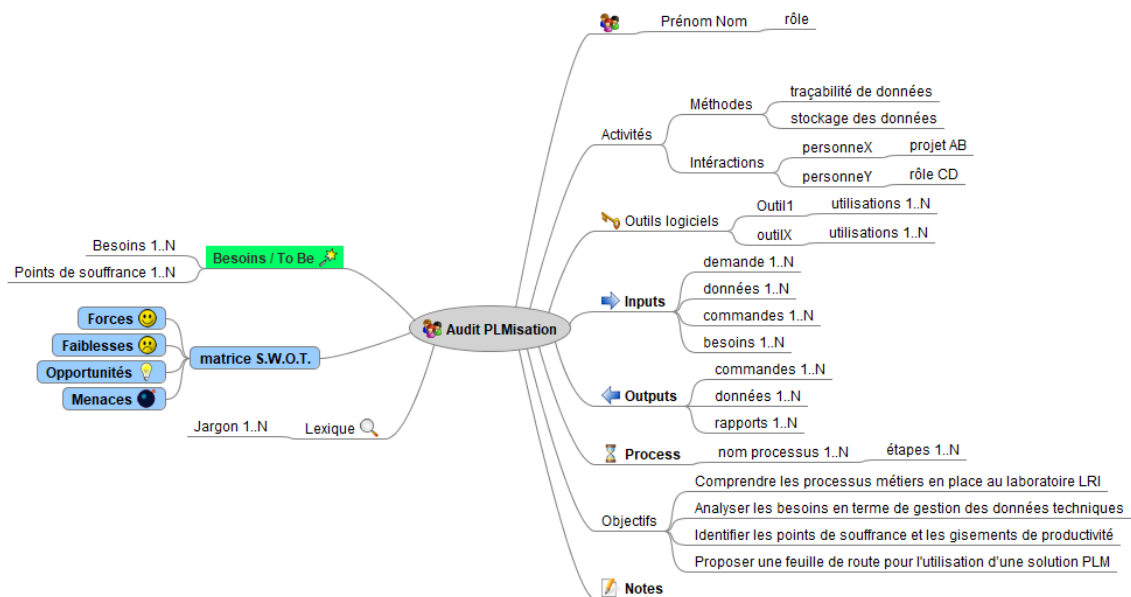 Prénom Nom
rôle
Activités
Méthodes
traçabilité de données
stockage des données
Intéractions
personneX
projet AB
personneY
rôle CD
Outils logiciels
Outil1
utilisations 1..N
outilX
utilisations 1..N
Inputs
demande 1..N
données 1..N
commandes 1..N
besoins 1..N
Outputs
commandes 1..N
données 1..N
rapports 1..N
Process
nom processus 1..N
étapes 1..N
Objectifs
Comprendre les processus métiers en place au laboratoire LRI
Analyser les besoins en terme de gestion des données techniques
Identifier les points de souffrance et les gisements de productivité
Proposer une feuille de route pour l'utilisation d'une solution PLM
Notes
Audit PLMisation
Besoins / To Be
Besoins 1..N
Points de souffrance 1..N
matrice S.W.O.T.
Forces
Faiblesses
Opportunités
Menaces
Lexique
Jargon 1..N